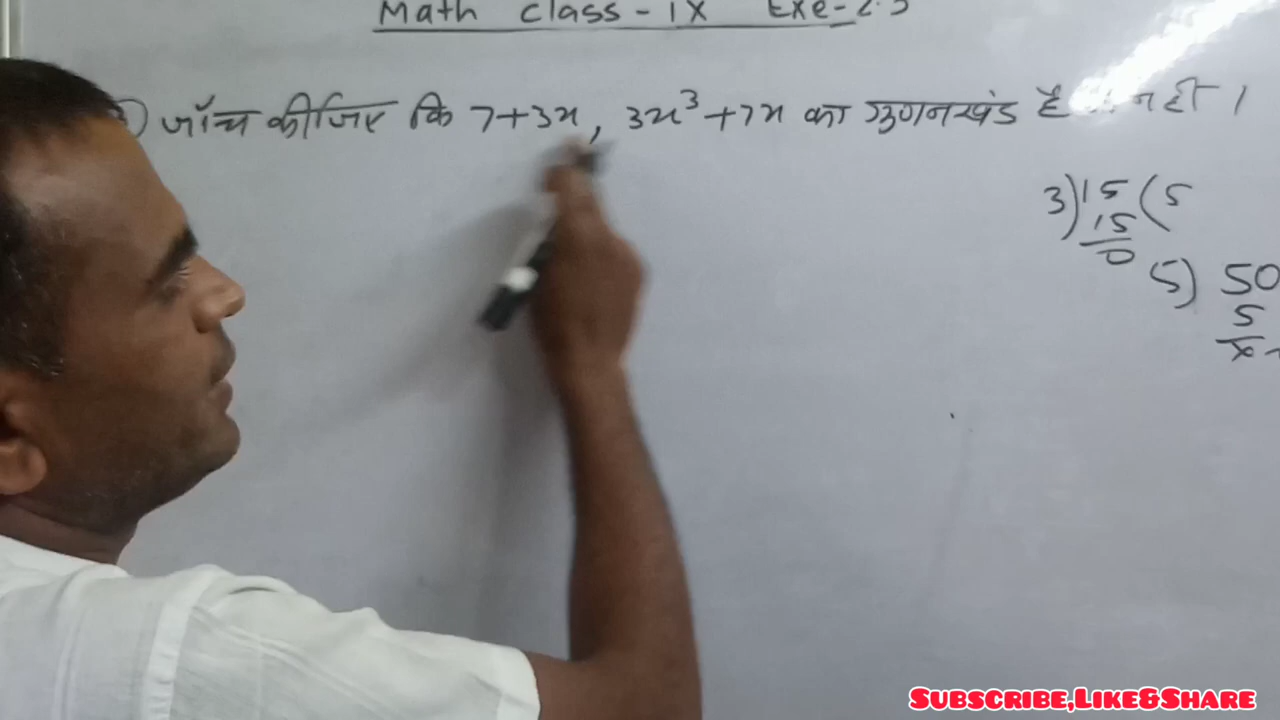 Math Class - IX Exe-2.3
जाँच कीजिए कि 7+3x, 3x³+7x का गुणनखंड है नहीं ।
3)15(5
15
0
5) 50
5
x
SUBSCRIBE,LIKE&SHARE